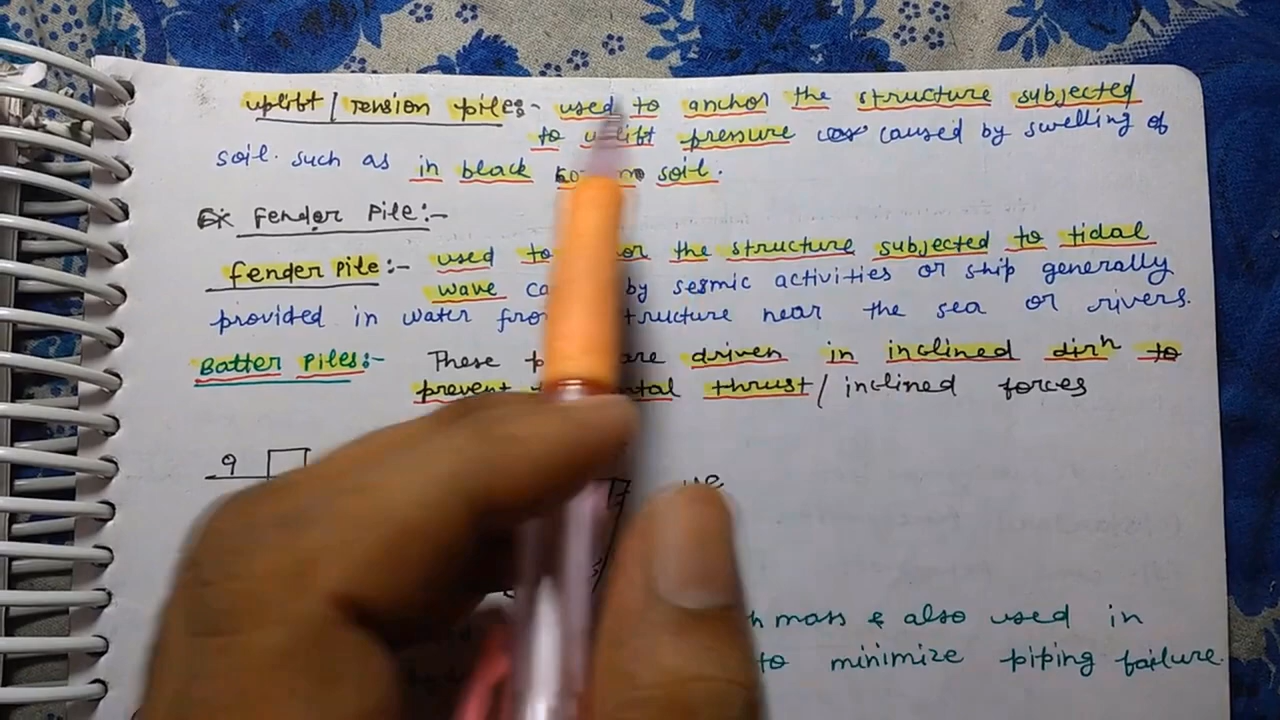 uplift / Tension piles:- used to anchor the structure subjected
to uplift pressure caused by swelling of
soil. such as in black soil.
Fender Pile:-
fender Pile:- used to the structure subjected to tidal
wave by sesmic activities or ship generally
provided in water near the sea or rivers.
Batter Piles:- These are driven in inclined dirn to
prevent thrust / inclined forces
q
mass & also used in
to minimize piping failure.